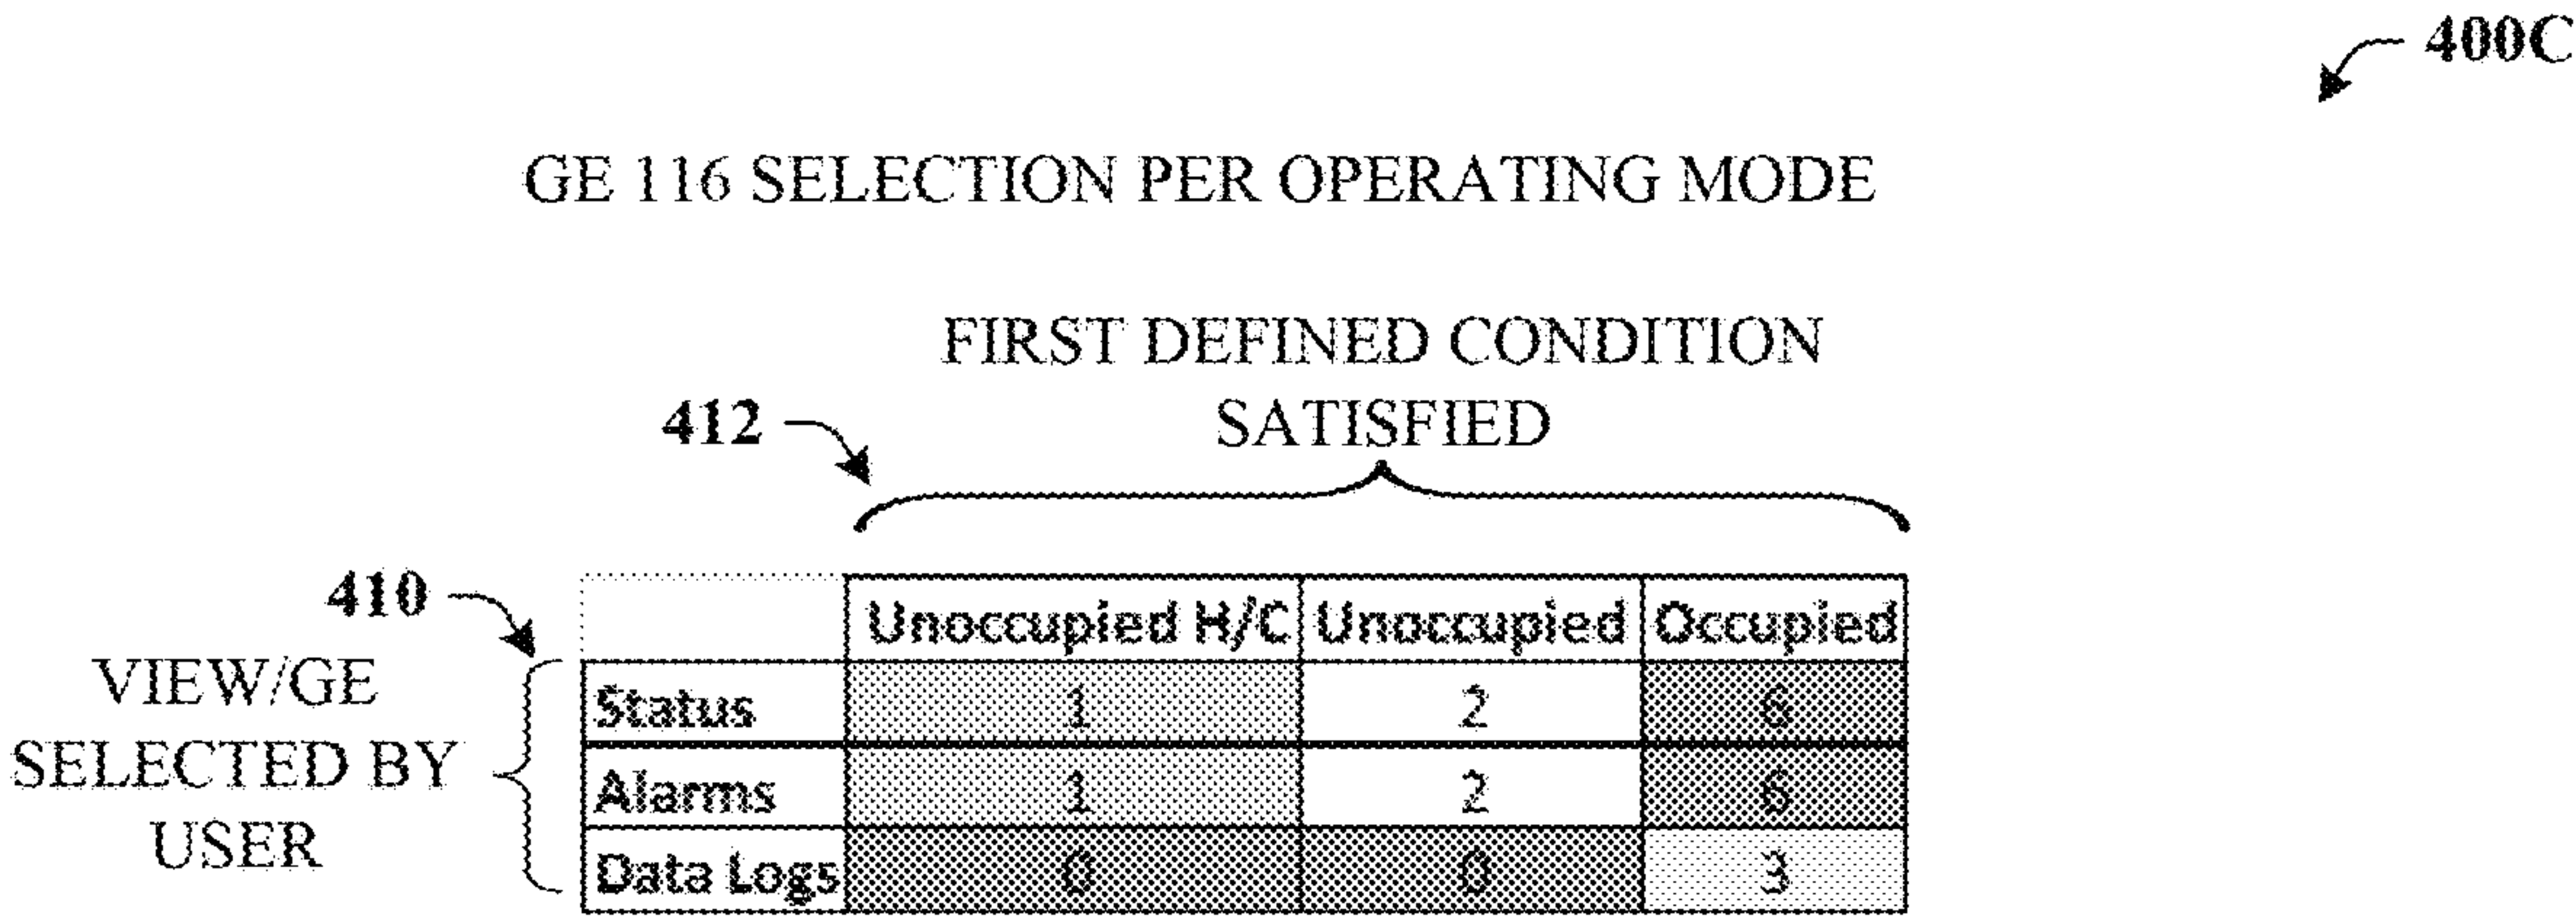 400C
GE 116 SELECTION PER OPERATING MODE
FIRST DEFINED CONDITION
SATISFIED
412
410
VIEW/GE
SELECTED BY
USER
Unoccupied H/C Unoccupied Occupied
Status 1 2 6
Alarms 1 2 6
Data Logs 0 0 3